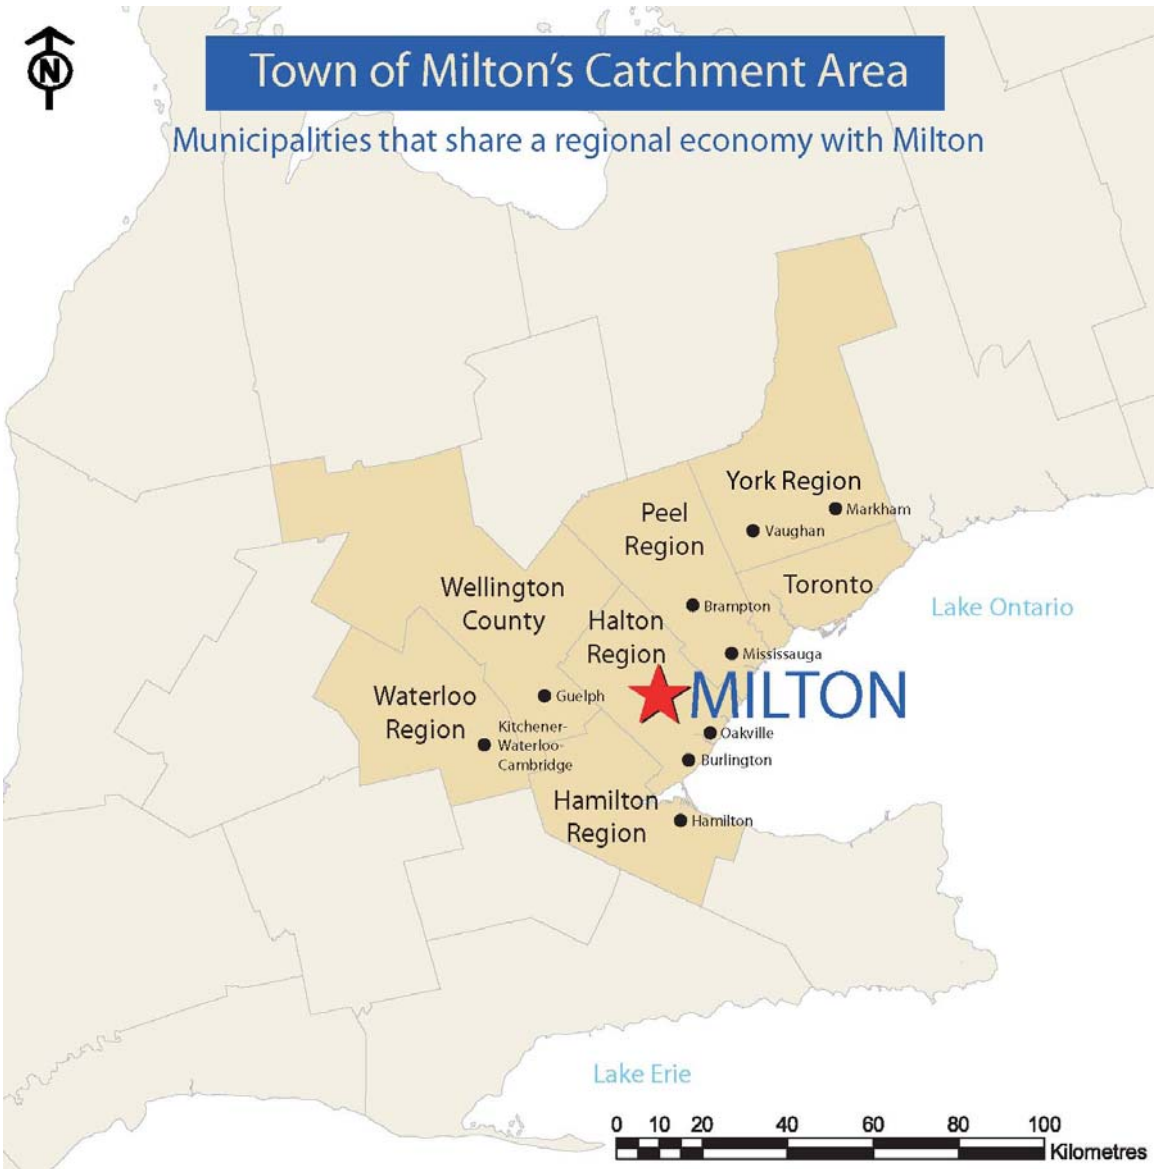 N
Town of Milton's Catchment Area
Municipalities that share a regional economy with Milton
York Region
Markham
Vaughan
Peel
Region
Toronto
Wellington
County
Brampton
Lake Ontario
Halton
Region
Mississauga
MILTON
Waterloo
Region
Guelph
Kitchener-
Waterloo-
Cambridge
Oakville
Burlington
Hamilton
Region
Hamilton
Lake Erie
0 10 20 40 60 80 100
Kilometres